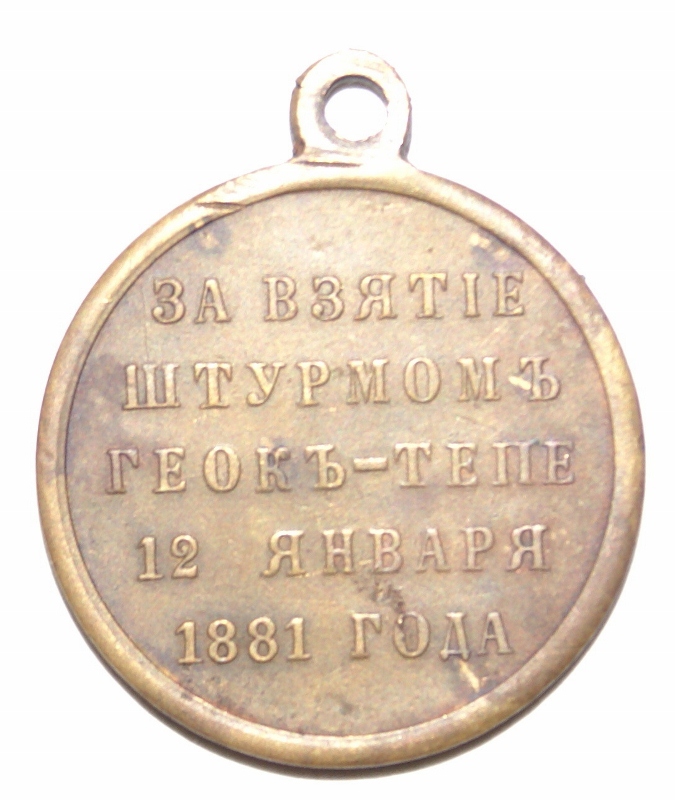 ЗА ВЗЯТІЕ
ШТУРМОМЪ
ГЕОКЪ-ТЕПЕ
12 ЯНВАРЯ
1881 ГОДА